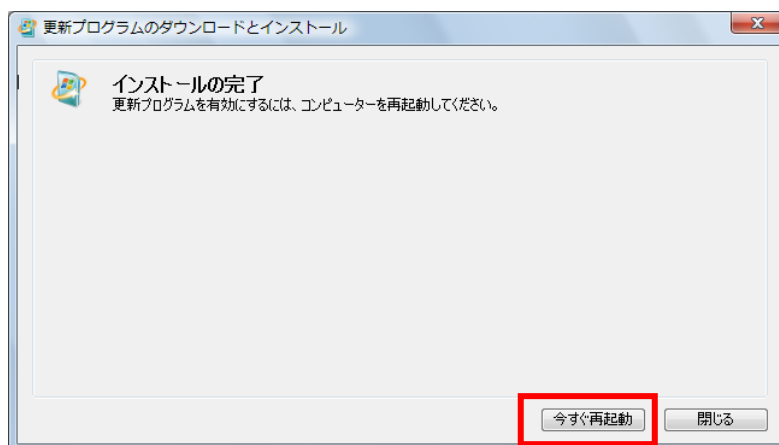 更新プログラムのダウンロードとインストール
インストールの完了
更新プログラムを有効にするには、コンピューターを再起動してください。
今すぐ再起動
閉じる